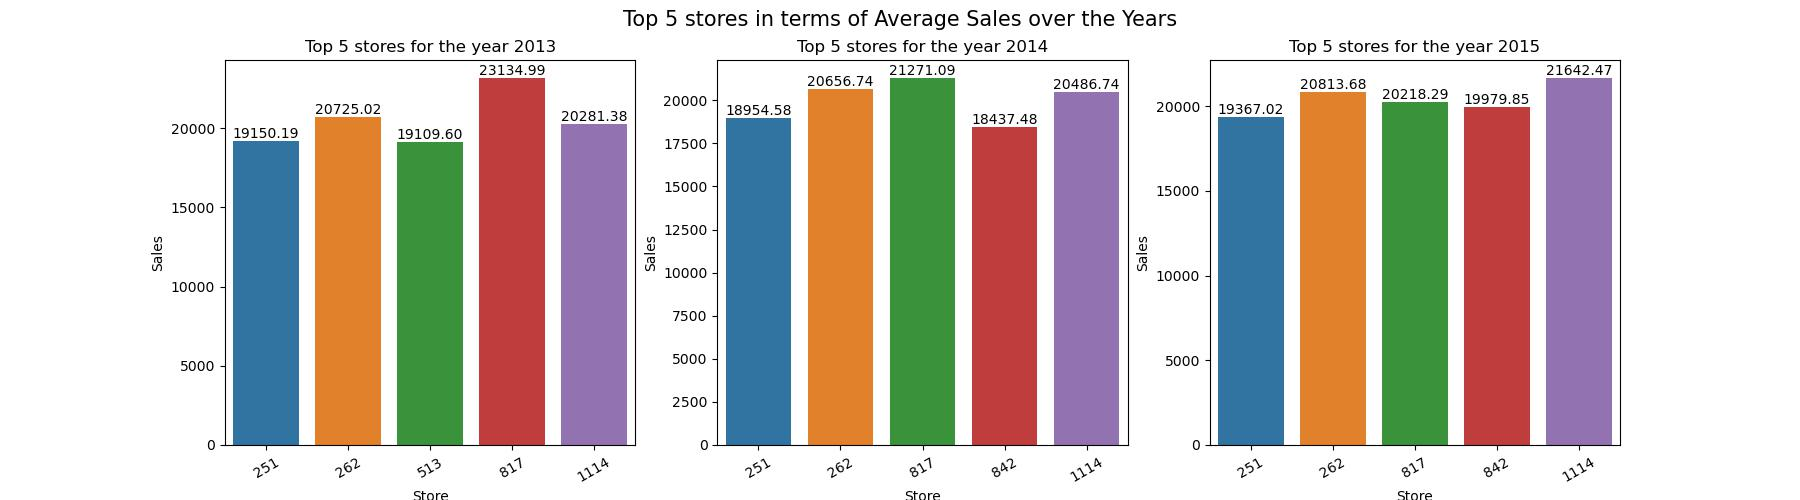 Top 5 stores in terms of Average Sales over the Years
Top 5 stores for the year 2013
23134.99
20725.02
20281.38
19150.19
19109.60
20000
15000
10000
5000
0
Sales
251 262 513 817 1114
Store
Top 5 stores for the year 2014
21271.09
20656.74
20486.74
18954.58
18437.48
20000
17500
15000
12500
10000
7500
5000
2500
0
Sales
251 262 817 842 1114
Store
Top 5 stores for the year 2015
21642.47
20813.68
20218.29
19979.85
19367.02
20000
15000
10000
5000
0
Sales
251 262 817 842 1114
Store